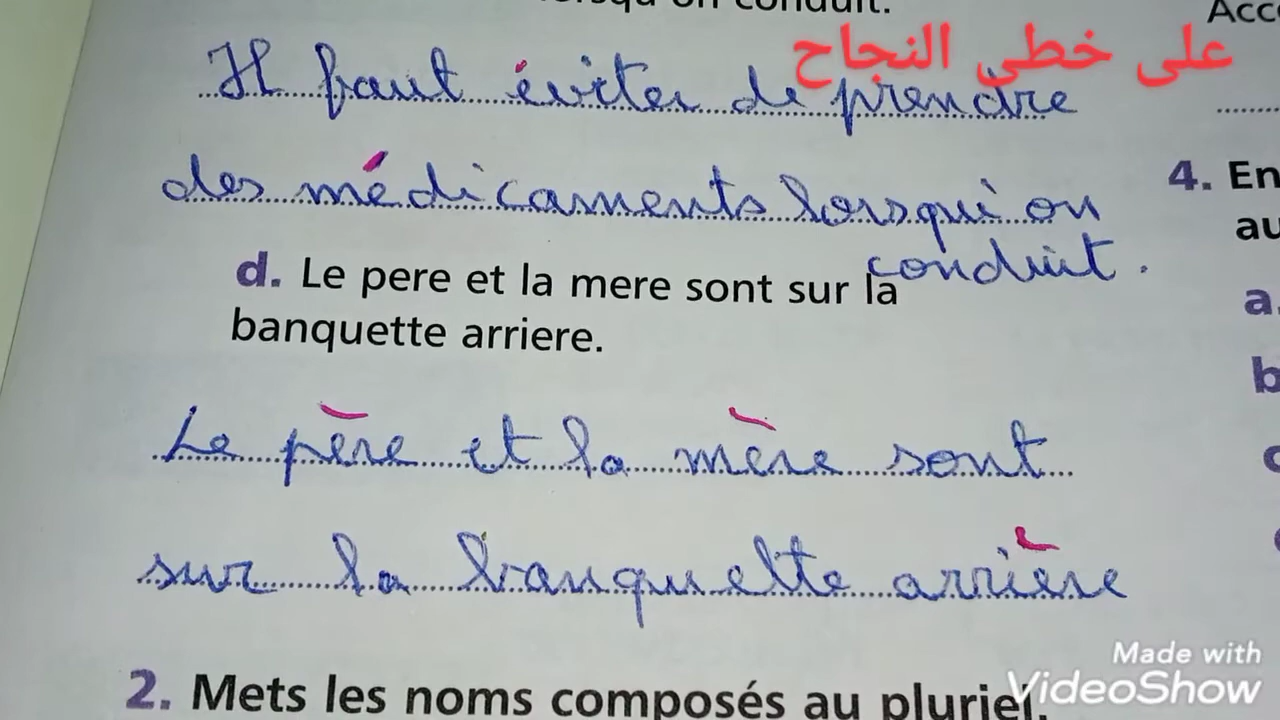 conduit.
Acc
على خطى النجاح
Il faut éviter de prendre
des médicaments lorsqu'on
conduit.
d. Le pere et la mere sont sur la
banquette arriere.
Le père et la mère sont
sur la banquette arrière
2. Mets les noms composés au pluriel.
4. En
au
a.
b
Made with
VideoShow